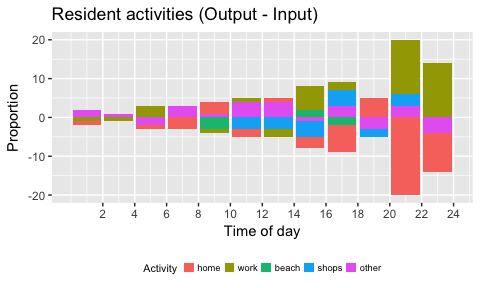 Resident activities (Output - Input)
20
10
0
-10
-20
Proportion
2 4 6 8 10 12 14 16 18 20 22 24
Time of day
Activity home work beach shops other